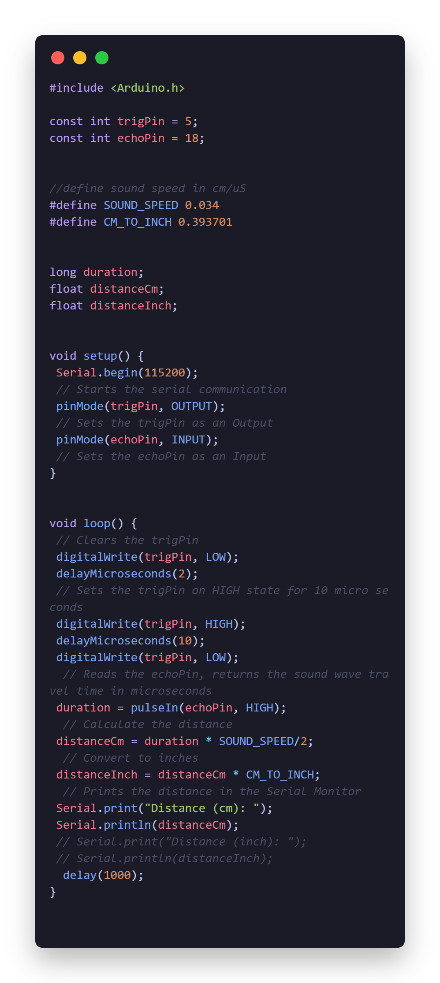 #include <Arduino.h>
const int trigPin = 5;
const int echoPin = 18;
//define sound speed in cm/uS
#define SOUND_SPEED 0.034
#define CM_TO_INCH 0.393701
long duration;
float distanceCm;
float distanceInch;
void setup() {
Serial.begin(115200);
// Starts the serial communication
pinMode(trigPin, OUTPUT);
// Sets the trigPin as an Output
pinMode(echoPin, INPUT);
// Sets the echoPin as an Input
}
void loop() {
// Clears the trigPin
digitalWrite(trigPin, LOW);
delayMicroseconds(2);
// Sets the trigPin on HIGH state for 10 micro se
conds
digitalWrite(trigPin, HIGH);
delayMicroseconds(10);
digitalWrite(trigPin, LOW);
// Reads the echoPin, returns the sound wave tra
vel time in microseconds
duration = pulseIn(echoPin, HIGH);
// Calculate the distance
distanceCm = duration * SOUND_SPEED/2;
// Convert to inches
distanceInch = distanceCm * CM_TO_INCH;
// Prints the distance in the Serial Monitor
Serial.print("Distance (cm): ");
Serial.println(distanceCm);
// Serial.print("Distance (inch): ");
// Serial.println(distanceInch);
delay(1000);
}